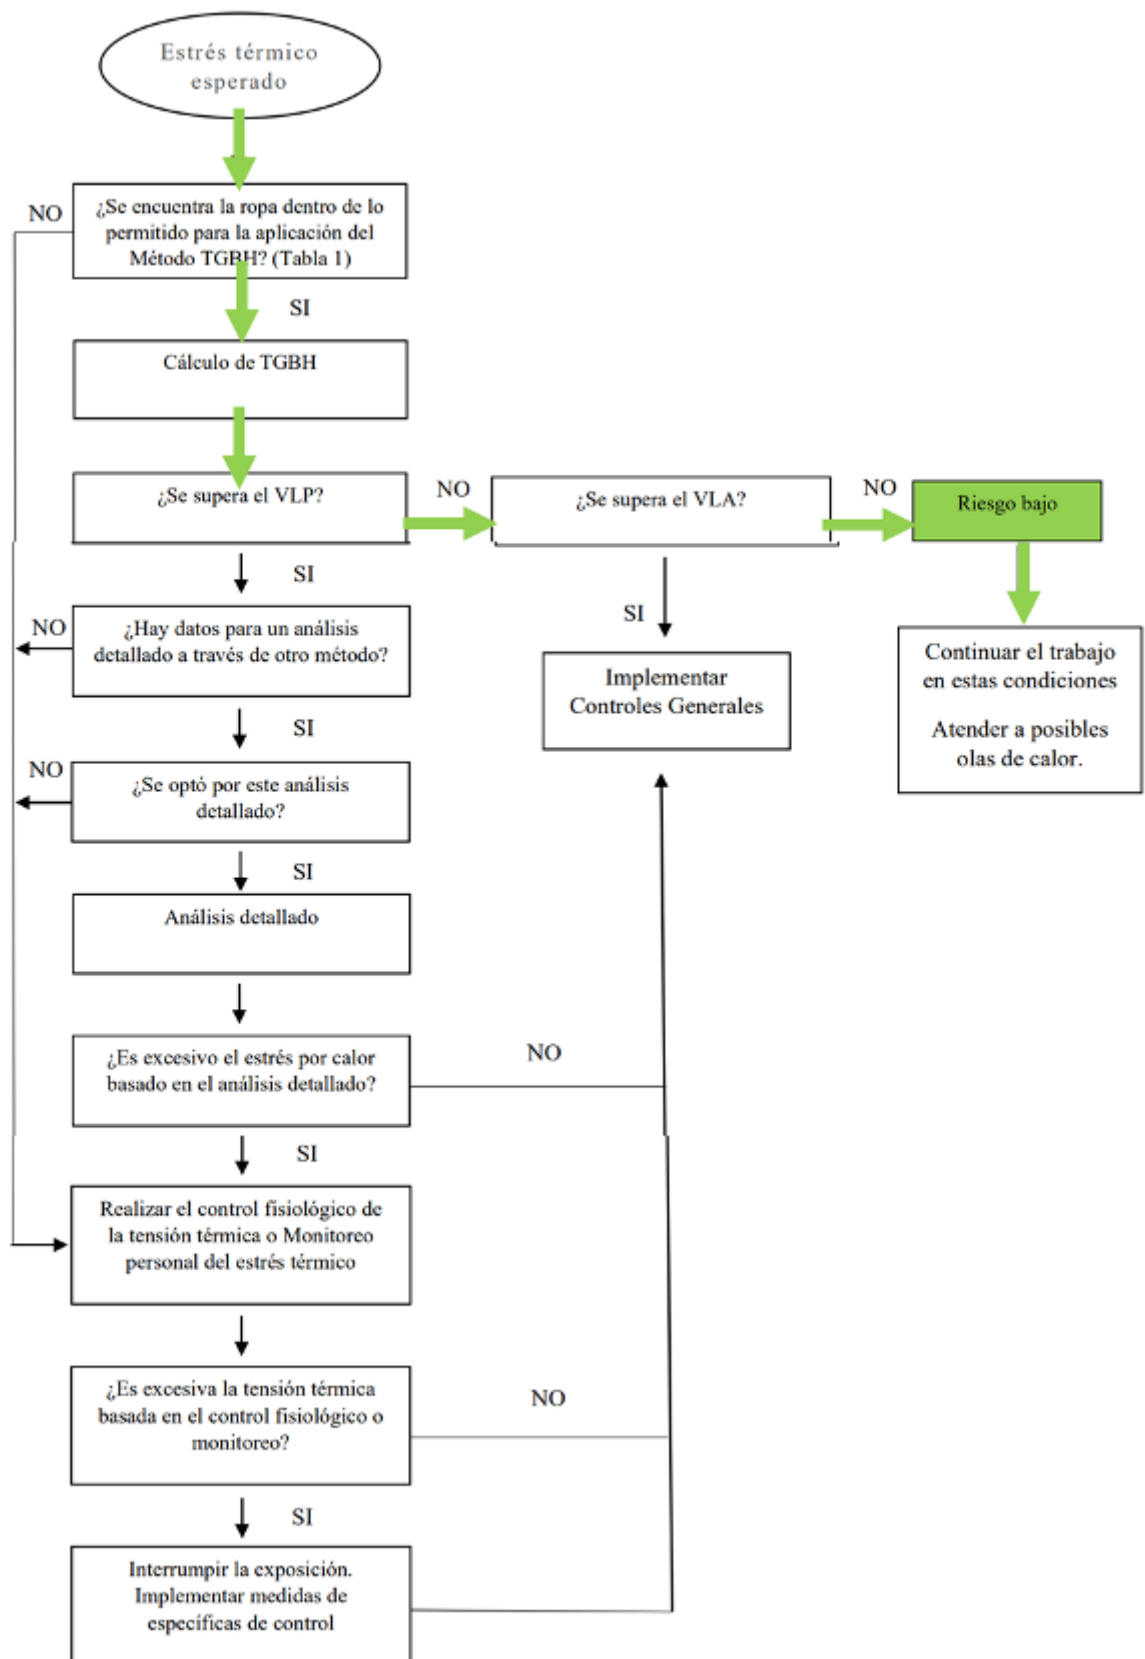 Estrés térmico
esperado
NO
¿Se encuentra la ropa dentro de lo
permitido para la aplicación del
Método TGBH? (Tabla 1)
SI
Cálculo de TGBH
¿Se supera el VLP?
NO
¿Se supera el VLA?
NO
Riesgo bajo
SI
SI
NO
¿Hay datos para un análisis
detallado a través de otro método?
Implementar
Controles Generales
Continuar el trabajo
en estas condiciones
Atender a posibles
olas de calor.
SI
NO
¿Se optó por este análisis
detallado?
SI
Análisis detallado
¿Es excesivo el estrés por calor
basado en el análisis detallado?
NO
SI
Realizar el control fisiológico de
la tensión térmica o Monitoreo
personal del estrés térmico
¿Es excesiva la tensión térmica
basada en el control fisiológico o
monitoreo?
NO
SI
Interrumpir la exposición.
Implementar medidas de
específicas de control